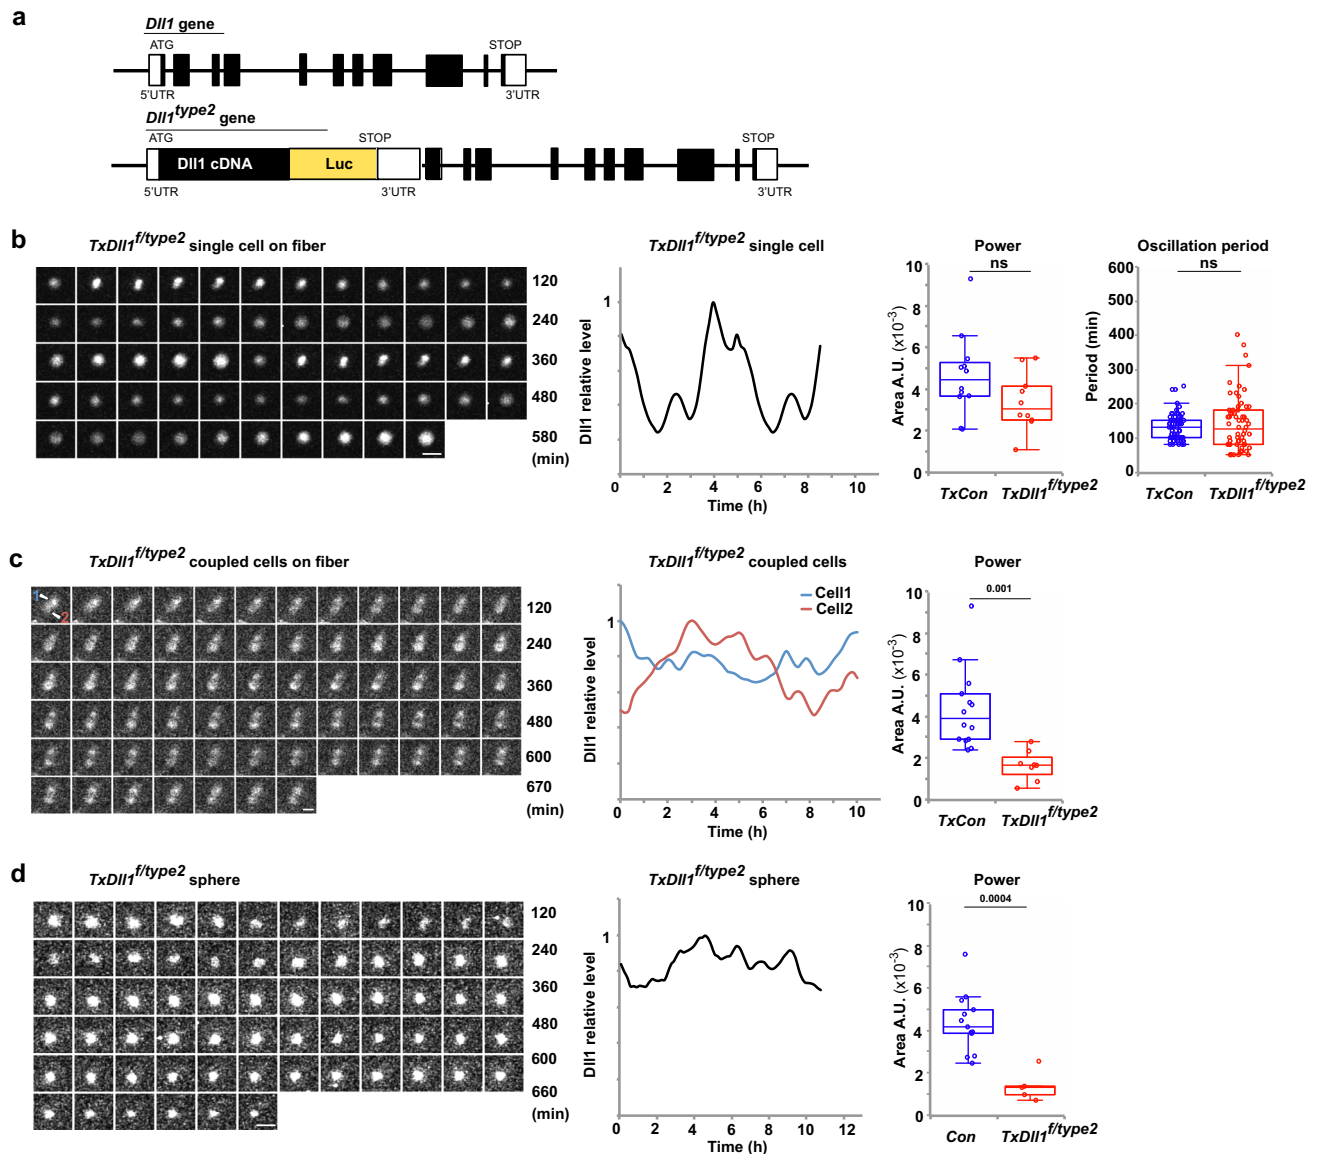 a
Dll1 gene
ATG
STOP
5'UTR
3'UTR
Dll1type2 gene
ATG
STOP
STOP
Dll1 cDNA
Luc
5'UTR
3'UTR
3'UTR
b
TxDll1f/type2 single cell on fiber
120
240
360
480
580
(min)
TxDll1f/type2 single cell
Dll1 relative level
1
0 2 4 6 8 10
Time (h)
Power
ns
Area A.U. (x10-3)
10
8
6
4
2
0
TxCon TxDll1f/type2
Oscillation period
ns
Period (min)
600
500
400
300
200
100
0
TxCon TxDll1f/type2
c
TxDll1f/type2 coupled cells on fiber
1
2
120
240
360
480
600
670
(min)
TxDll1f/type2 coupled cells
Cell1
Cell2
Dll1 relative level
1
0 2 4 6 8 10
Time (h)
Power
0.001
Area A.U. (x10-3)
10
8
6
4
2
0
TxCon TxDll1f/type2
d
TxDll1f/type2 sphere
120
240
360
480
600
660
(min)
TxDll1f/type2 sphere
Dll1 relative level
1
0 2 4 6 8 10 12
Time (h)
Power
0.0004
Area A.U. (x10-3)
10
8
6
4
2
0
Con TxDll1f/type2